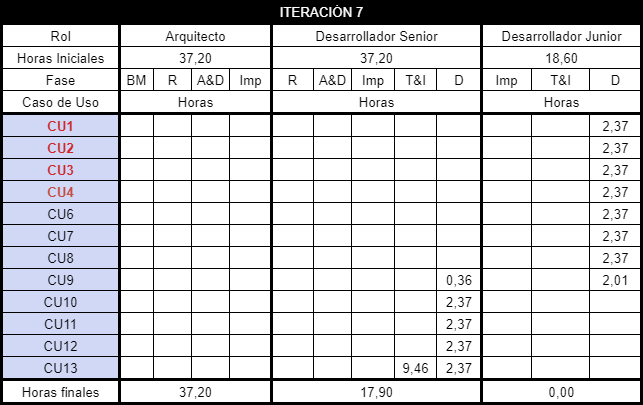 ITERACIÓN 7
Rol Arquitecto Desarrollador Senior Desarrollador Junior
Horas Iniciales 37,20 37,20 18,60
Fase BM R A&D Imp R A&D Imp T&I D Imp T&I D
Caso de Uso Horas Horas Horas
CU1 2,37
CU2 2,37
CU3 2,37
CU4 2,37
CU6 2,37
CU7 2,37
CU8 2,37
CU9 0,36 2,01
CU10 2,37
CU11 2,37
CU12 2,37
CU13 9,46 2,37
Horas finales 37,20 17,90 0,00